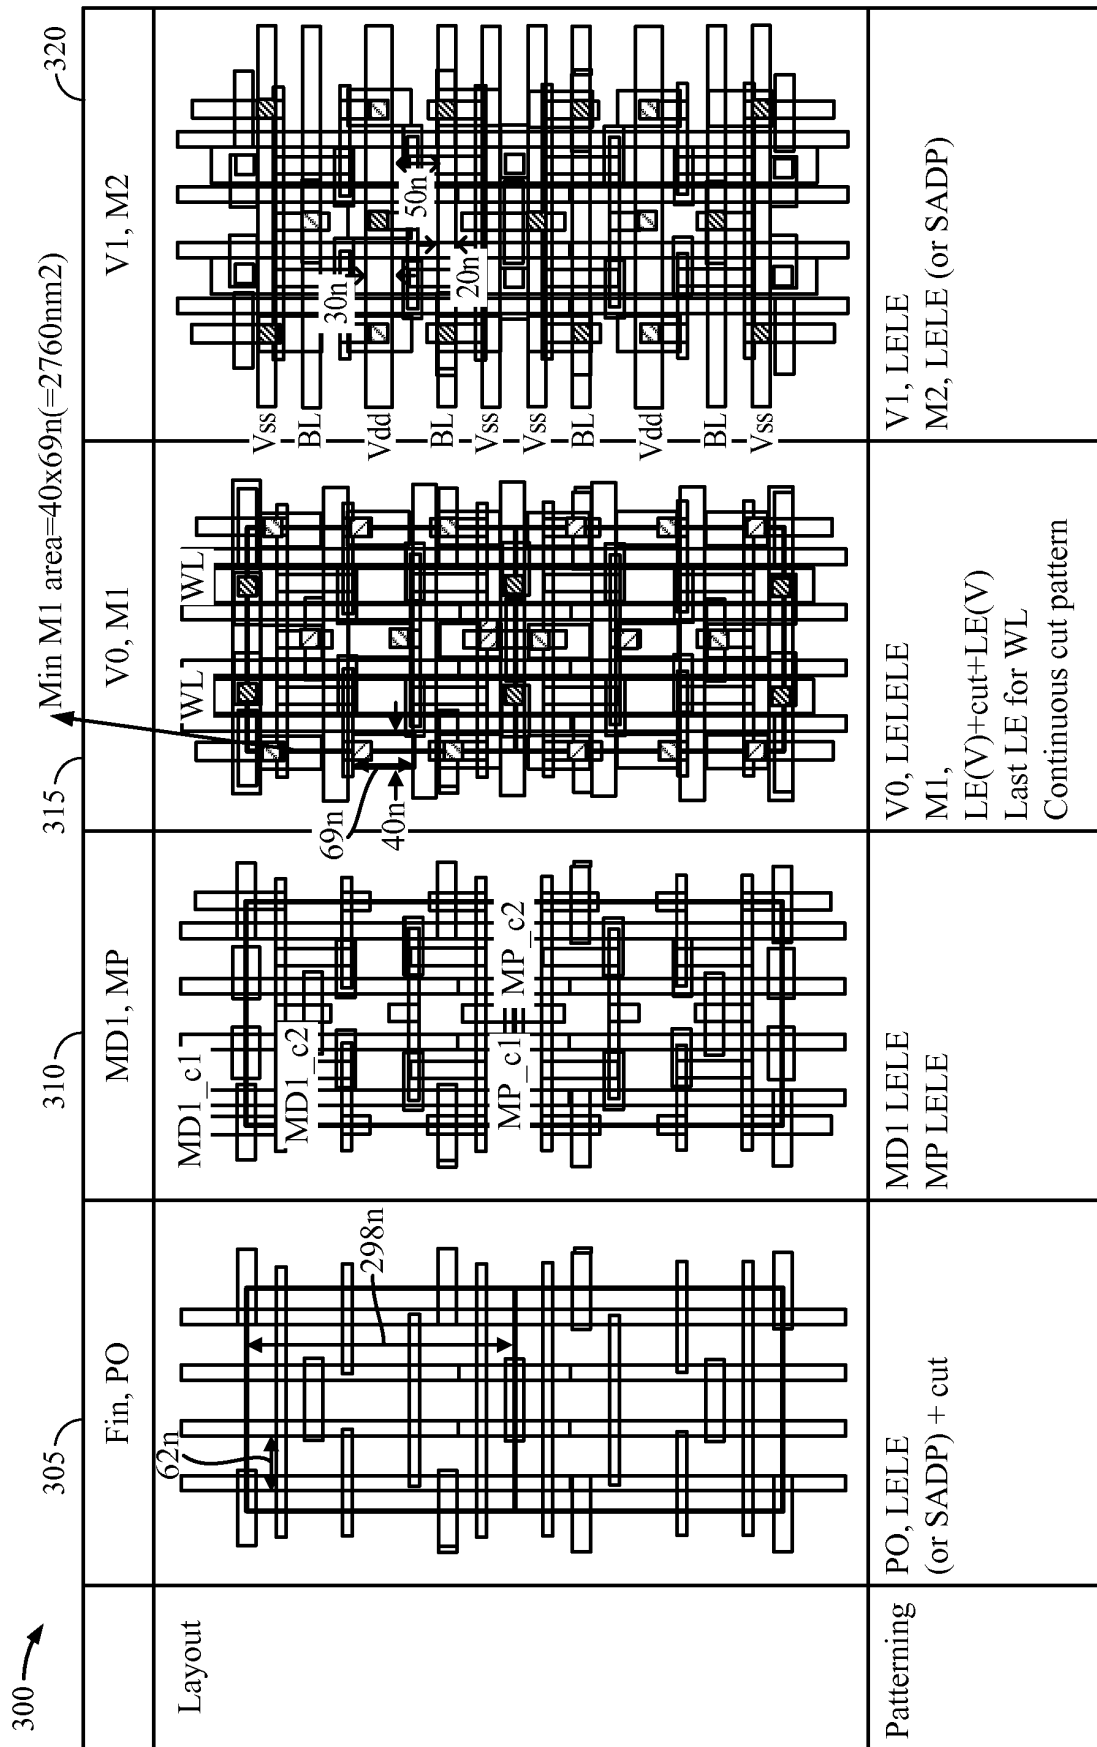 300
305
310
315
320
Min M1 area=40x69n(=2760nm2)
Fin, PO
MD1, MP
V0, M1
V1, M2
Layout
62n
298n
MD1_c1
MD1_c2
MP_c1
MP_c2
WL
WL
69n
40n
Vss
BL
Vdd
BL
Vss
Vss
BL
Vdd
BL
Vss
30n
50n
20n
Patterning
PO, LELE
(or SADP) + cut
MD1 LELE
MP LELE
V0, LELELE
M1,
LE(V)+cut+LE(V)
Last LE for WL
Continuous cut pattern
V1, LELE
M2, LELE (or SADP)